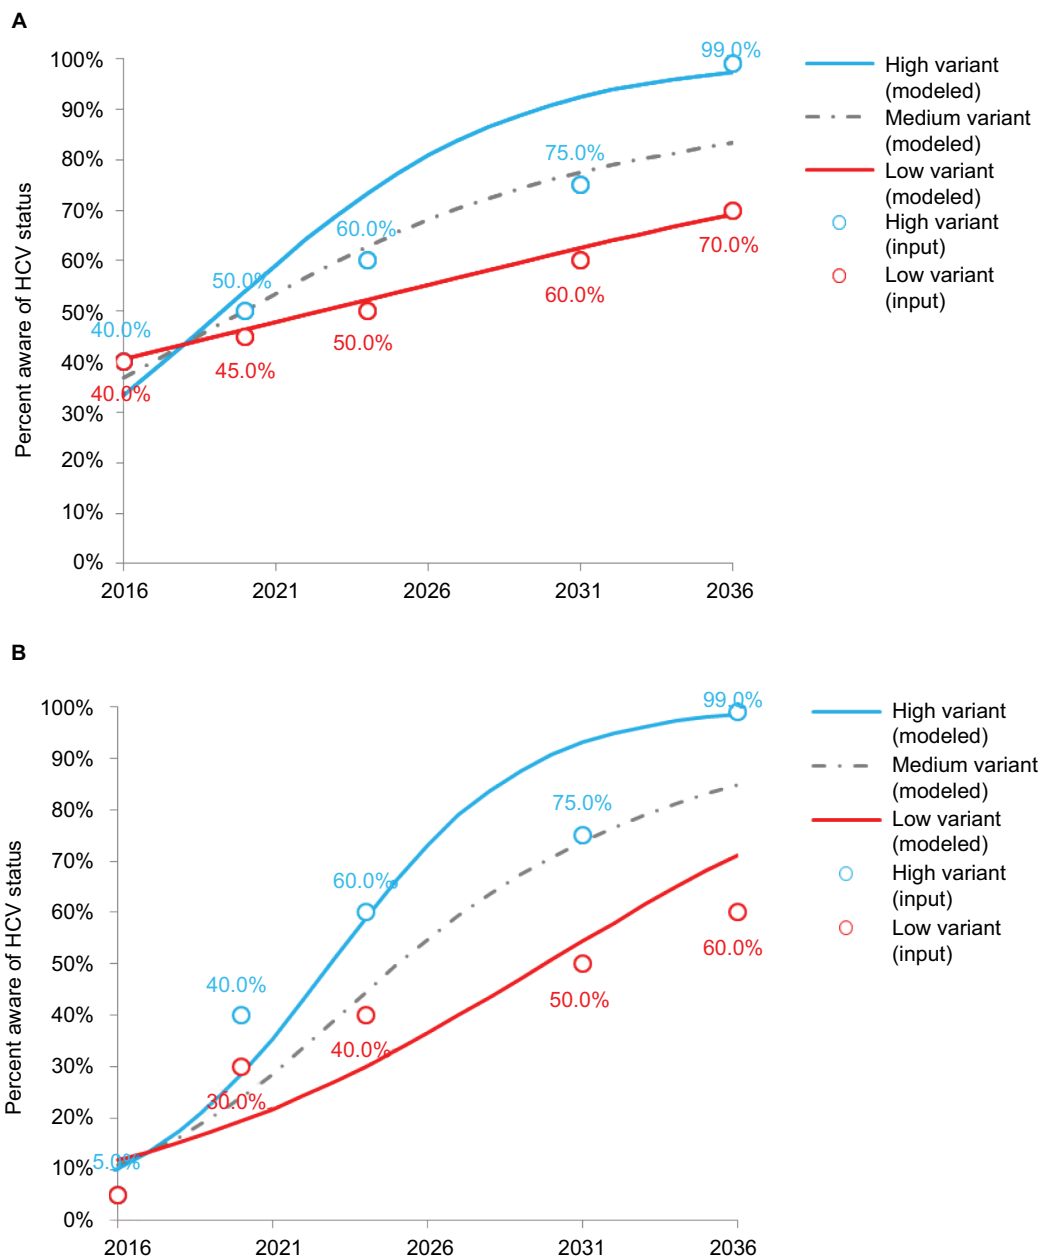 A
100%
90%
80%
70%
60%
50%
40%
30%
20%
10%
0%
Percent aware of HCV status
40.0%
50.0%
60.0%
75.0%
99.0%
40.0%
45.0%
50.0%
60.0%
70.0%
2016 2021 2026 2031 2036
High variant
(modeled)
Medium variant
(modeled)
Low variant
(modeled)
High variant
(input)
Low variant
(input)
B
100%
90%
80%
70%
60%
50%
40%
30%
20%
10%
0%
Percent aware of HCV status
5.0%
40.0%
60.0%
75.0%
99.0%
30.0%
40.0%
50.0%
60.0%
2016 2021 2026 2031 2036
High variant
(modeled)
Medium variant
(modeled)
Low variant
(modeled)
High variant
(input)
Low variant
(input)